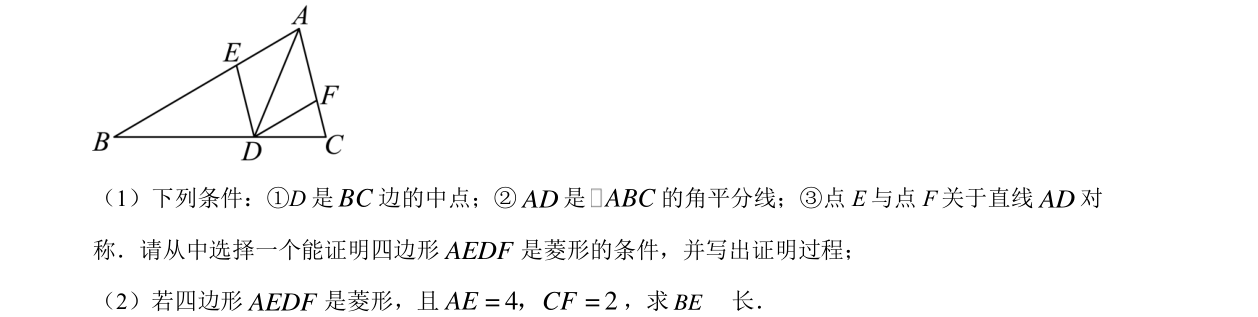 A
E
F
B
D
C
（1）下列条件：①D 是 BC 边的中点；② AD 是 □ABC 的角平分线；③点 E 与点 F 关于直线 AD 对
称．请从中选择一个能证明四边形 AEDF 是菱形的条件，并写出证明过程；
（2）若四边形 AEDF 是菱形，且 AE = 4，CF = 2，求 BE 长．